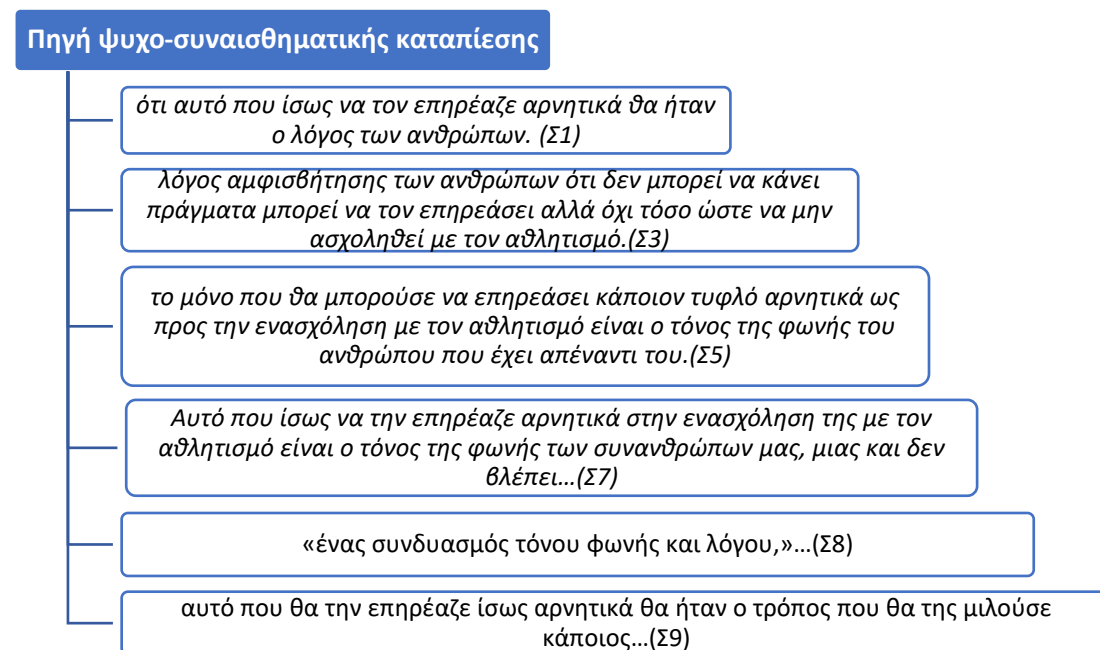 Πηγή ψυχο-συναισθηματικής καταπίεσης
ότι αυτό που ίσως να τον επηρέαζε αρνητικά θα ήταν
ο λόγος των ανθρώπων. (Σ1)
λόγος αμφισβήτησης των ανθρώπων ότι δεν μπορεί να κάνει
πράγματα μπορεί να τον επηρεάσει αλλά όχι τόσο ώστε να μην
ασχοληθεί με τον αθλητισμό.(Σ3)
το μόνο που θα μπορούσε να επηρεάσει κάποιον τυφλό αρνητικά ως
προς την ενασχόληση με τον αθλητισμό είναι ο τόνος της φωνής του
ανθρώπου που έχει απέναντι του.(Σ5)
Αυτό που ίσως να την επηρέαζε αρνητικά στην ενασχόληση της με τον
αθλητισμό είναι ο τόνος της φωνής των συνανθρώπων μας, μιας και δεν
βλέπει…(Σ7)
«ένας συνδυασμός τόνου φωνής και λόγου,»…(Σ8)
αυτό που θα την επηρέαζε ίσως αρνητικά θα ήταν ο τρόπος που θα της μιλούσε
κάποιος…(Σ9)